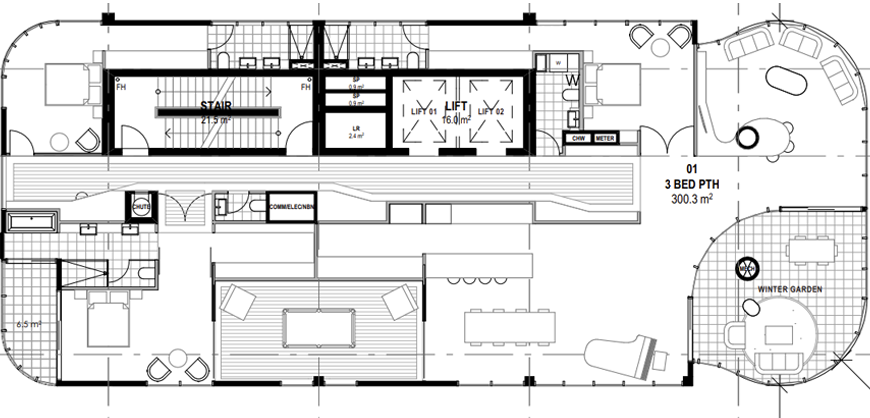 W
W
FH
FH
STAIR
21.5 m²
SP
0.9 m²
SP
0.9 m²
LR
2.4 m²
LIFT
16.0 m²
LIFT 01
LIFT 02
CHW
METER
01
3 BED PTH
300.3 m²
CHUTE
COMM/ELEC/NBN
MECH
WINTER GARDEN
6.5 m²